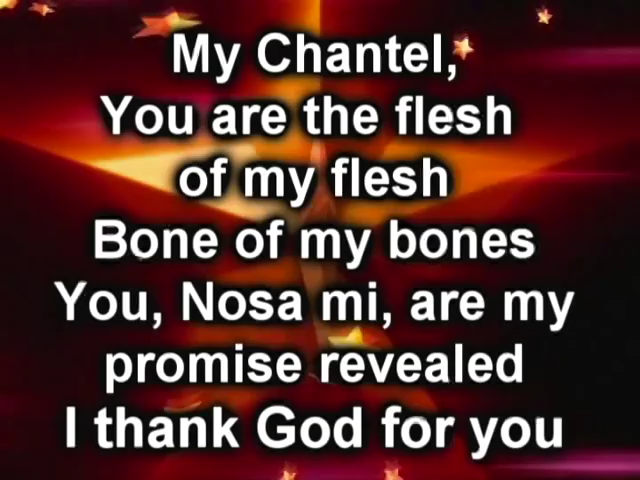 My Chantel,
You are the flesh
of my flesh
Bone of my bones
You, Nosa mi, are my
promise revealed
I thank God for you